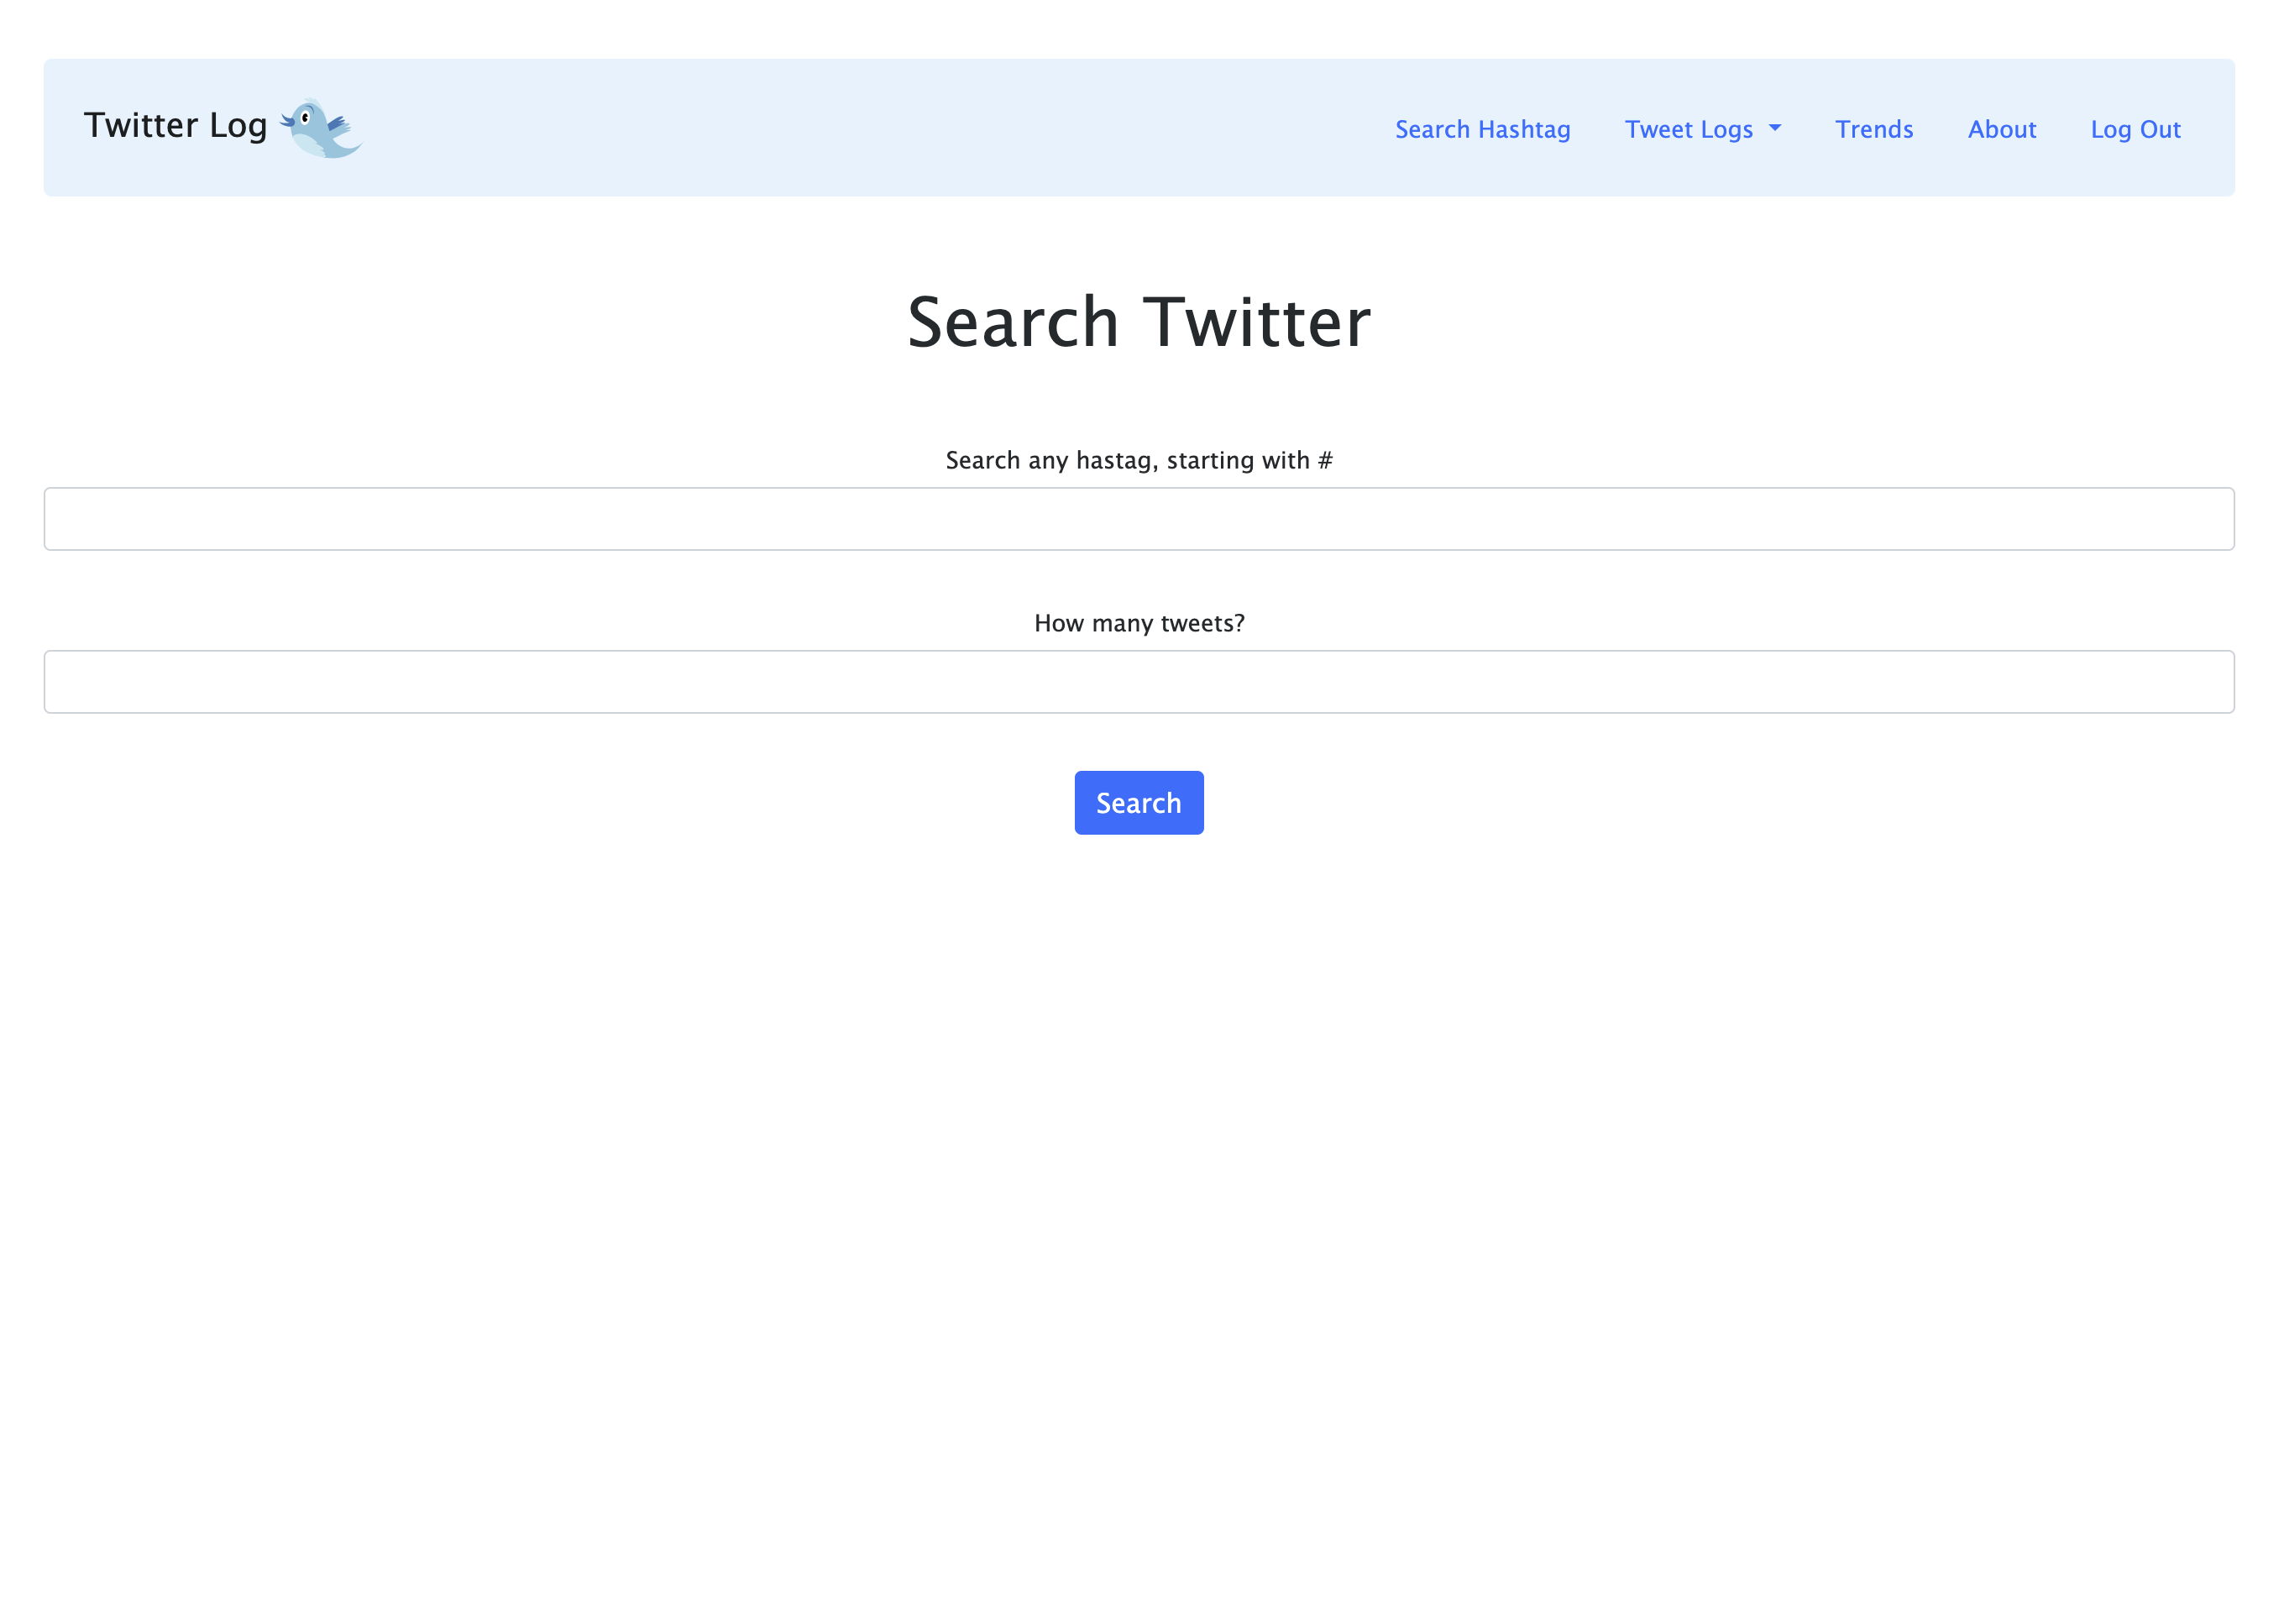 Twitter Log
Search Hashtag Tweet Logs Trends About Log Out
Search Twitter
Search any hastag, starting with #
How many tweets?
Search